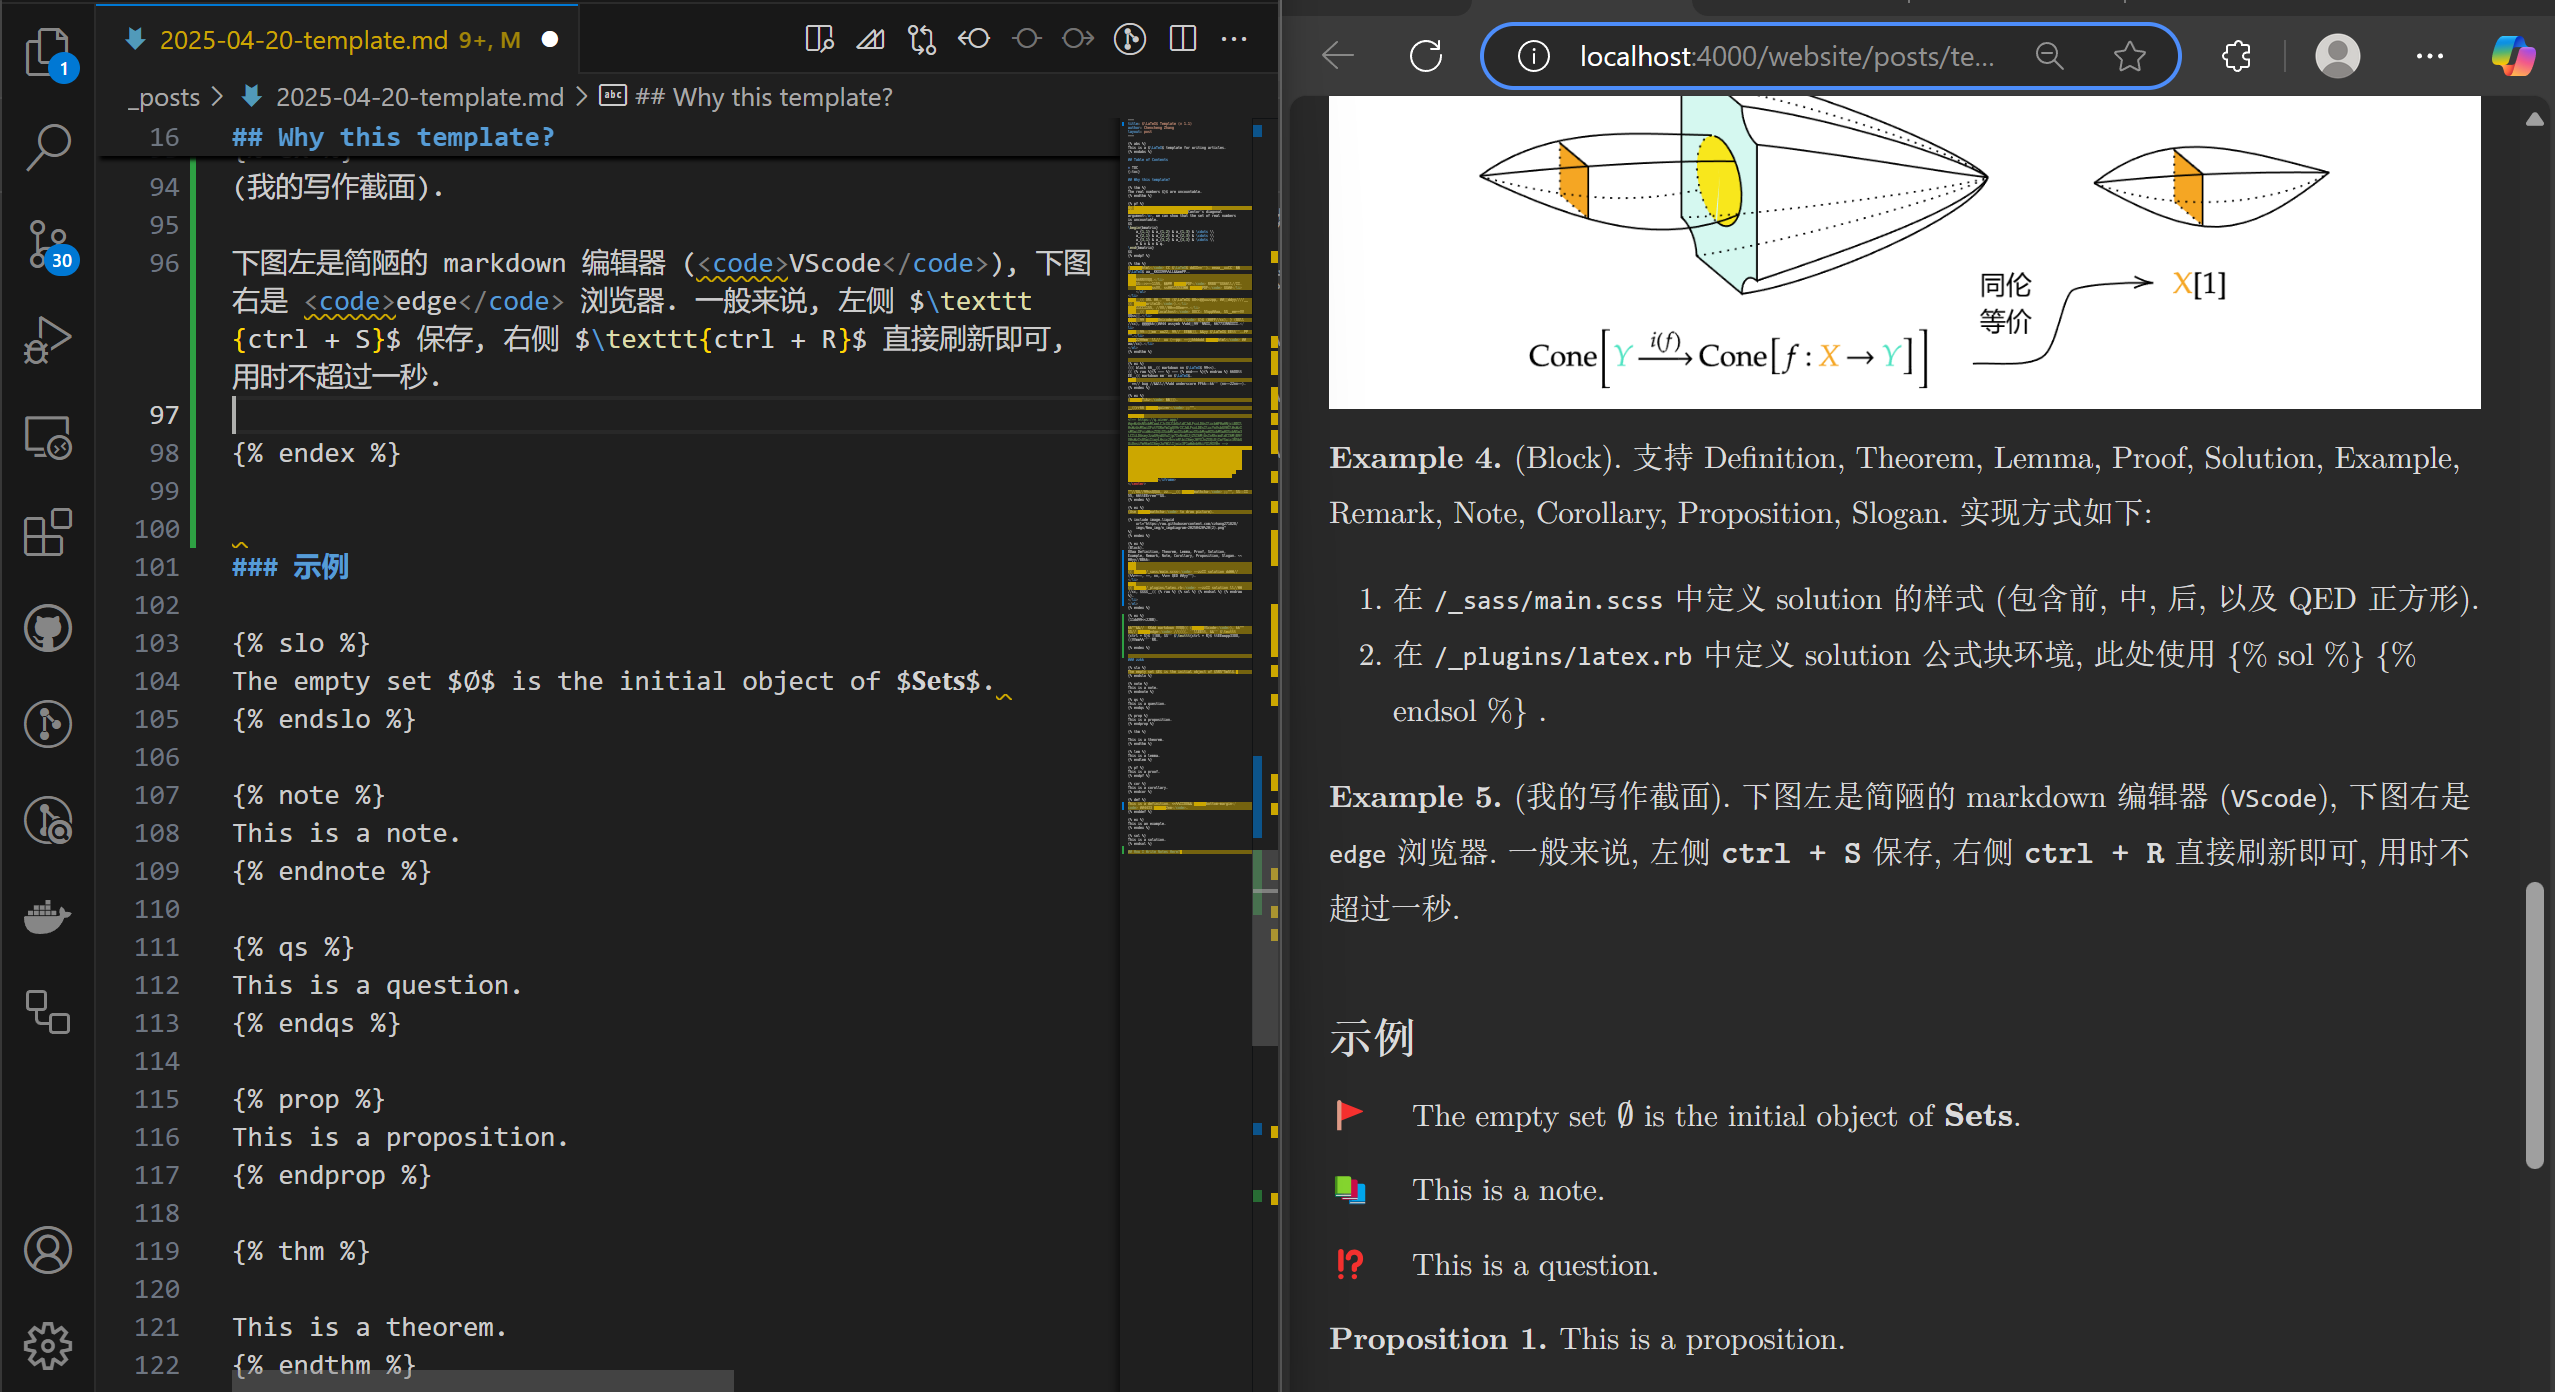 2025-04-20-template.md 9+, M
_posts > 2025-04-20-template.md > ## Why this template?
16 ## Why this template?
94 (我的写作截面).
95
96 下图左是简陋的 markdown 编辑器 (<code>VScode</code>), 下图
右是 <code>edge</code> 浏览器. 一般来说, 左侧 $\texttt
{ctrl + S}$ 保存, 右侧 $\texttt{ctrl + R}$ 直接刷新即可,
用时不超过一秒.
97
98 {% endex %}
99
100
101 ### 示例
102
103 {% slo %}
104 The empty set $Ø$ is the initial object of $𝐒𝐞𝐭𝐬$.
105 {% endslo %}
106
107 {% note %}
108 This is a note.
109 {% endnote %}
110
111 {% qs %}
112 This is a question.
113 {% endqs %}
114
115 {% prop %}
116 This is a proposition.
117 {% endprop %}
118
119 {% thm %}
120
121 This is a theorem.
122 {% endthm %}
1
30
localhost:4000/website/posts/te...
同伦
等价
X[1]
Cone[Y i(f)→ Cone[f : X → Y]]
Example 4. (Block). 支持 Definition, Theorem, Lemma, Proof, Solution, Example,
Remark, Note, Corollary, Proposition, Slogan. 实现方式如下:
1. 在 /_sass/main.scss 中定义 solution 的样式 (包含前, 中, 后, 以及 QED 正方形).
2. 在 /_plugins/latex.rb 中定义 solution 公式块环境, 此处使用 {% sol %} {%
endsol %} .
Example 5. (我的写作截面). 下图左是简陋的 markdown 编辑器 (VScode), 下图右是
edge 浏览器. 一般来说, 左侧 ctrl + S 保存, 右侧 ctrl + R 直接刷新即可, 用时不
超过一秒.
示例
The empty set ∅ is the initial object of Sets.
This is a note.
This is a question.
Proposition 1. This is a proposition.